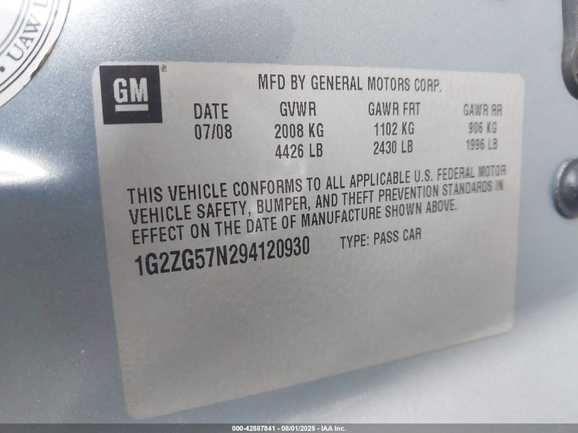 UAW
GM
MFD BY GENERAL MOTORS CORP.
DATE GVWR GAWR FRT GAWR RR
07/08 2008 KG 1102 KG 906 KG
4426 LB 2430 LB 1996 LB
THIS VEHICLE CONFORMS TO ALL APPLICABLE U.S. FEDERAL MOTOR
VEHICLE SAFETY, BUMPER, AND THEFT PREVENTION STANDARDS IN
EFFECT ON THE DATE OF MANUFACTURE SHOWN ABOVE.
1G2ZG57N294120930 TYPE: PASS CAR
000-42887841 - 08/01/2025 - IAA Inc.